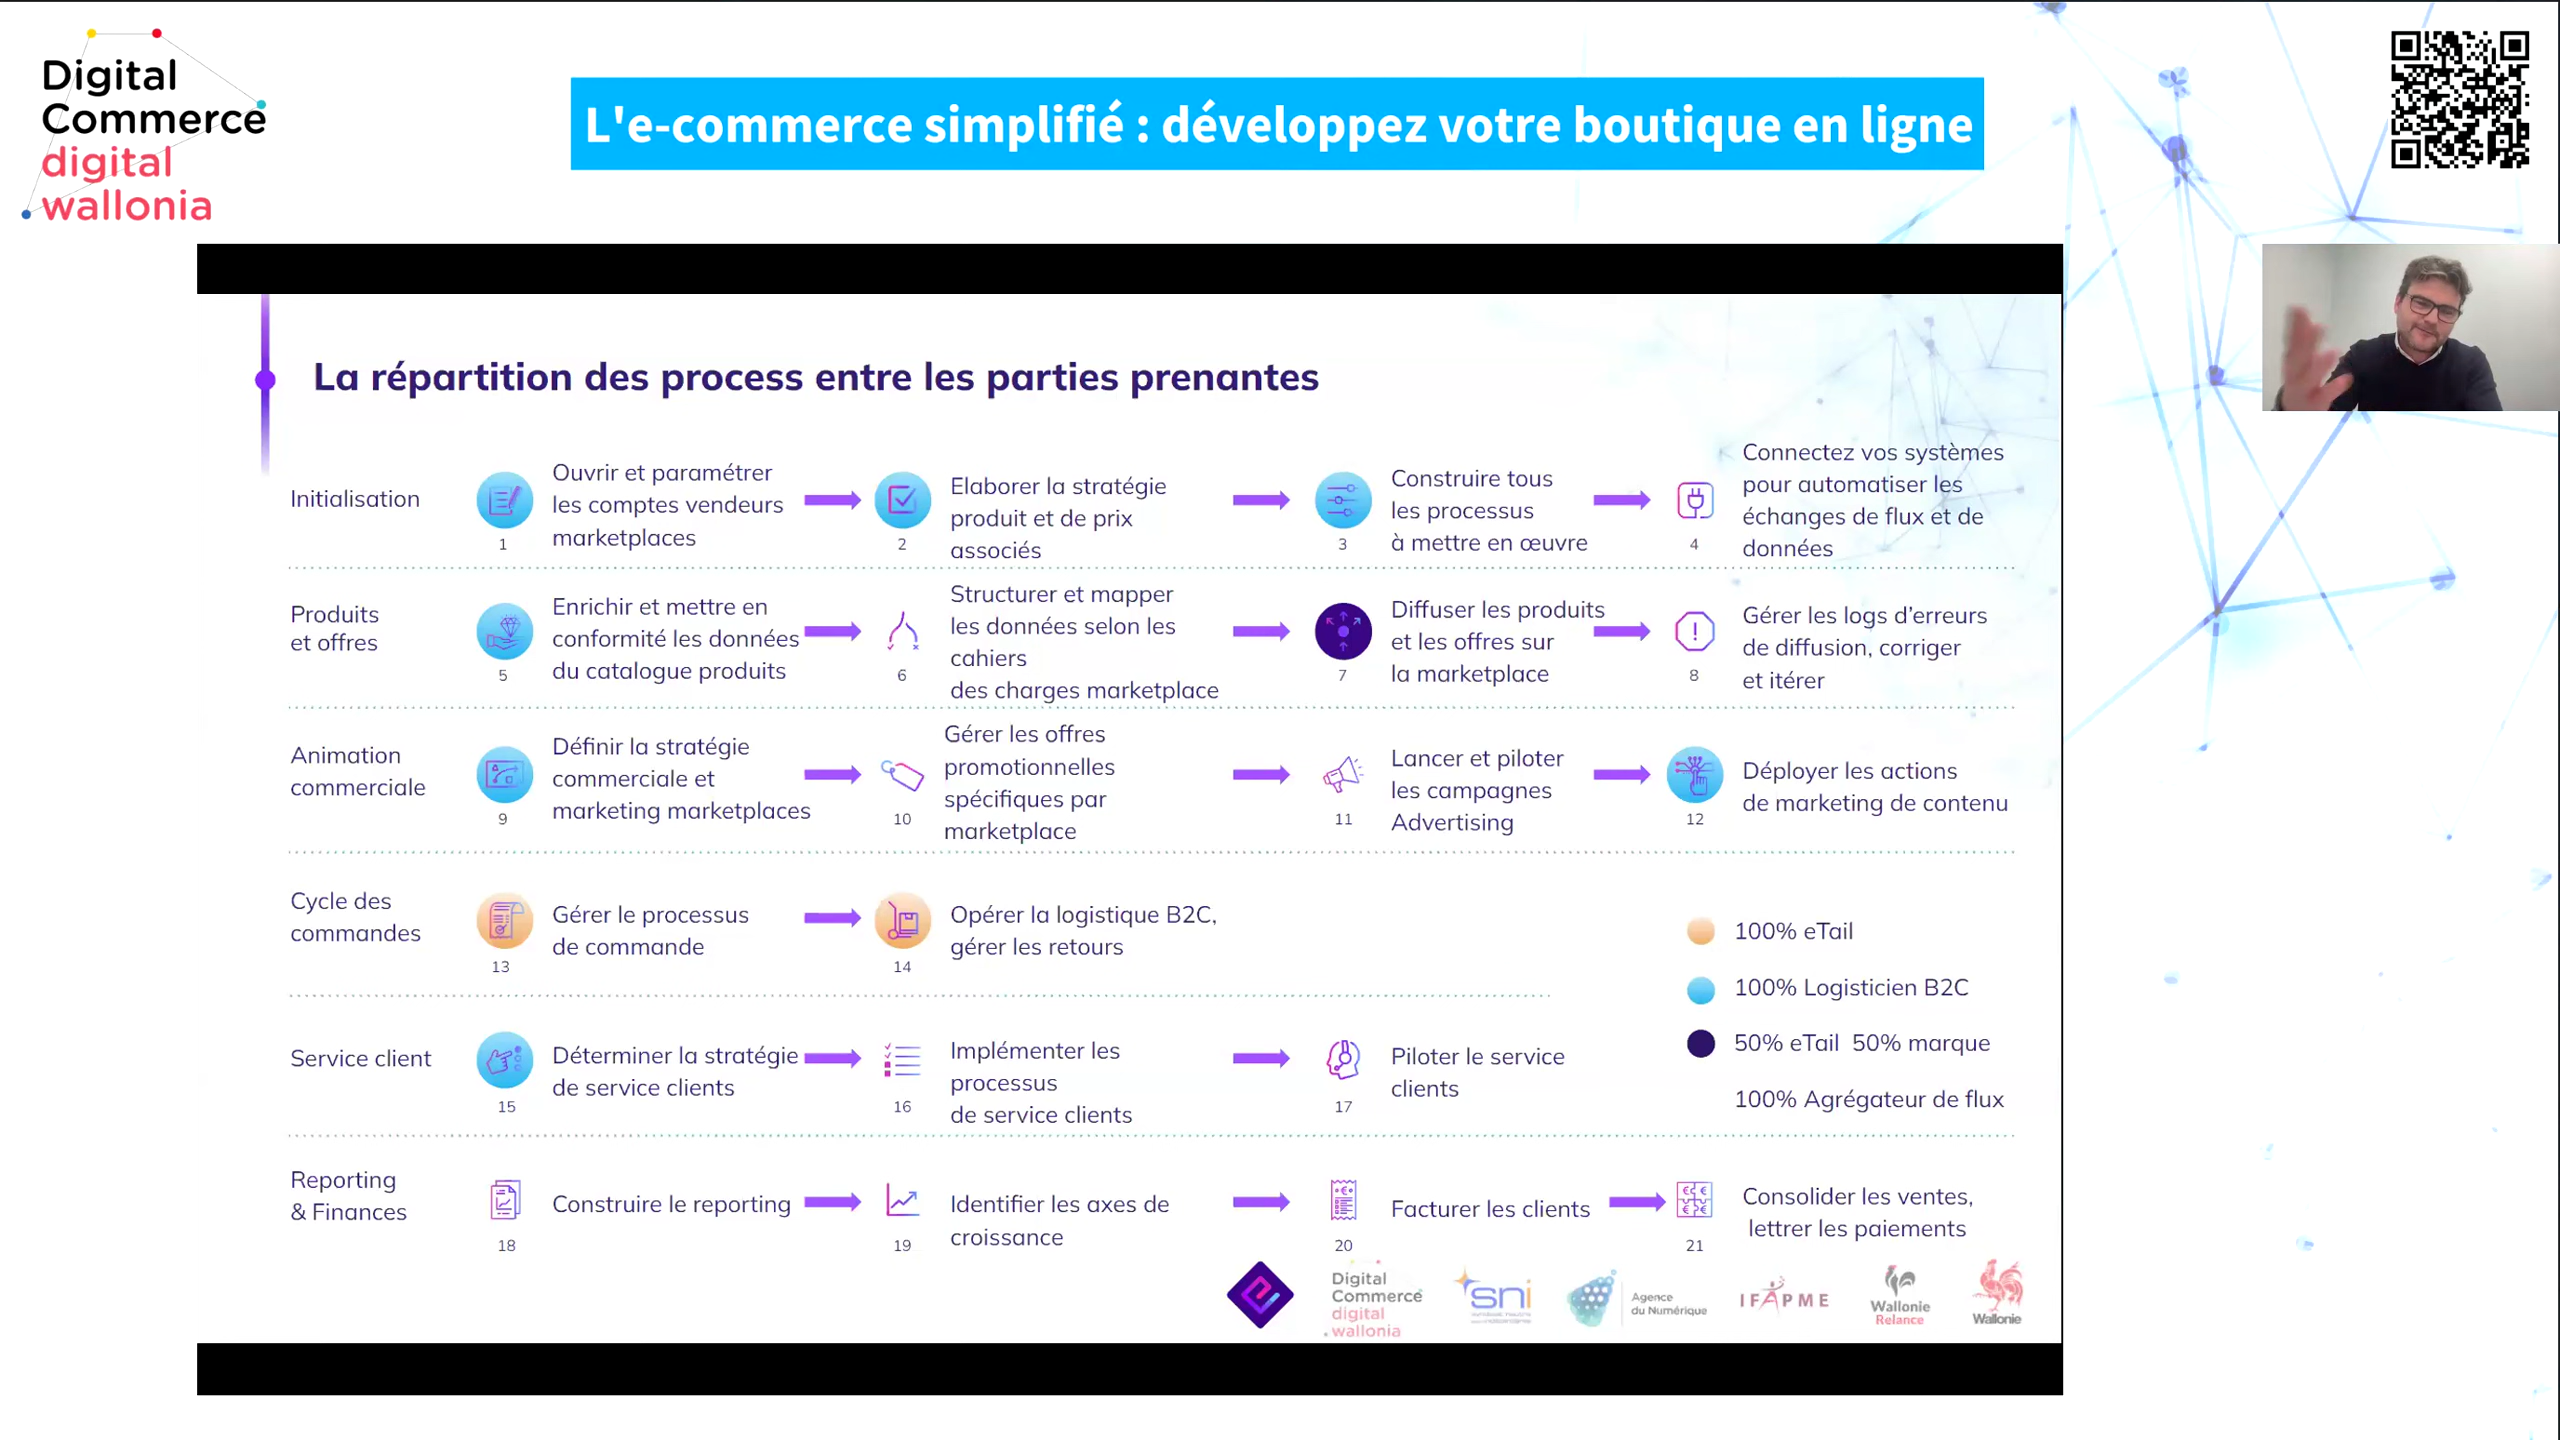 Digital
Commerce
digital
wallonia
L'e-commerce simplifié : développez votre boutique en ligne
La répartition des process entre les parties prenantes
Initialisation
1
Ouvrir et paramétrer
les comptes vendeurs
marketplaces
2
Elaborer la stratégie
produit et de prix
associés
3
Construire tous
les processus
à mettre en œuvre
4
Connectez vos systèmes
pour automatiser les
échanges de flux et de
données
Produits
et offres
5
Enrichir et mettre en
conformité les données
du catalogue produits
6
Structurer et mapper
les données selon les
cahiers
des charges marketplace
7
Diffuser les produits
et les offres sur
la marketplace
8
Gérer les logs d’erreurs
de diffusion, corriger
et itérer
Animation
commerciale
9
Définir la stratégie
commerciale et
marketing marketplaces
10
Gérer les offres
promotionnelles
spécifiques par
marketplace
11
Lancer et piloter
les campagnes
Advertising
12
Déployer les actions
de marketing de contenu
Cycle des
commandes
13
Gérer le processus
de commande
14
Opérer la logistique B2C,
gérer les retours
100% eTail
100% Logisticien B2C
50% eTail 50% marque
100% Agrégateur de flux
Service client
15
Déterminer la stratégie
de service clients
16
Implémenter les
processus
de service clients
17
Piloter le service
clients
Reporting
& Finances
18
Construire le reporting
19
Identifier les axes de
croissance
20
Facturer les clients
21
Consolider les ventes,
lettrer les paiements
Digital
Commerce
digital
wallonia
sni
Agence
du Numérique
IFAPME
Wallonie
Relance
Wallonie